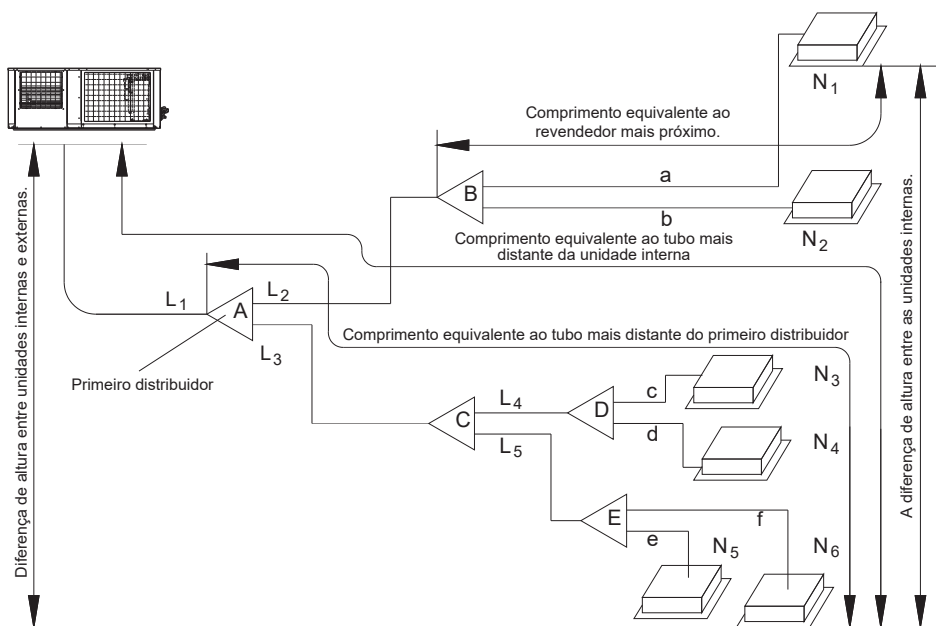 N1
Comprimento equivalente ao
revendedor mais próximo.
a
B
b
N2
Comprimento equivalente ao tubo mais
distante da unidade interna
L1
L2
A
L3
Comprimento equivalente ao tubo mais distante do primeiro distribuidor
Primeiro distribuidor
N3
L4
c
C
D
L5
d
N4
E
f
e
N5
N6
Diferença de altura entre unidades internas e externas.
A diferença de altura entre as unidades internas.